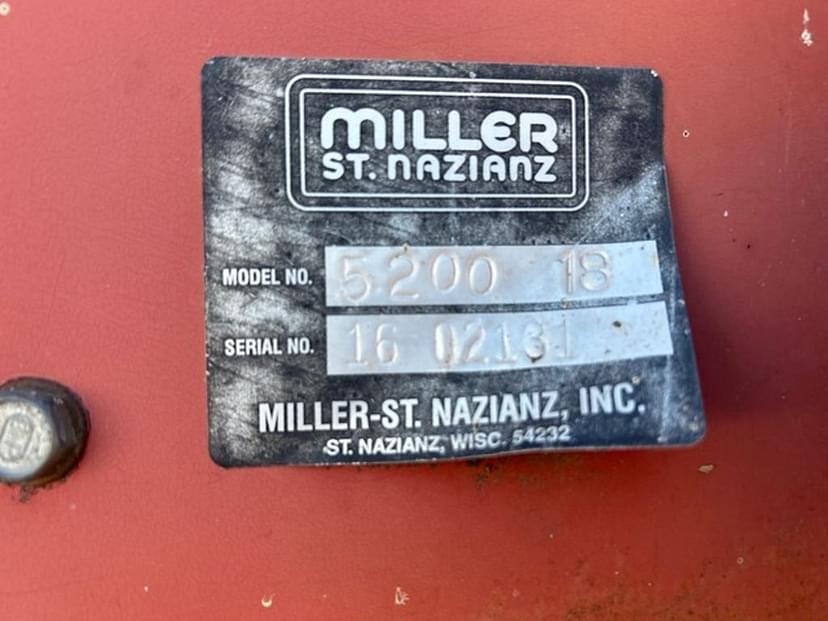 MILLER
ST. NAZIANZ
MODEL NO. 5200 18
SERIAL NO. 16 02131
MILLER-ST. NAZIANZ, INC.
ST. NAZIANZ, WISC. 54232